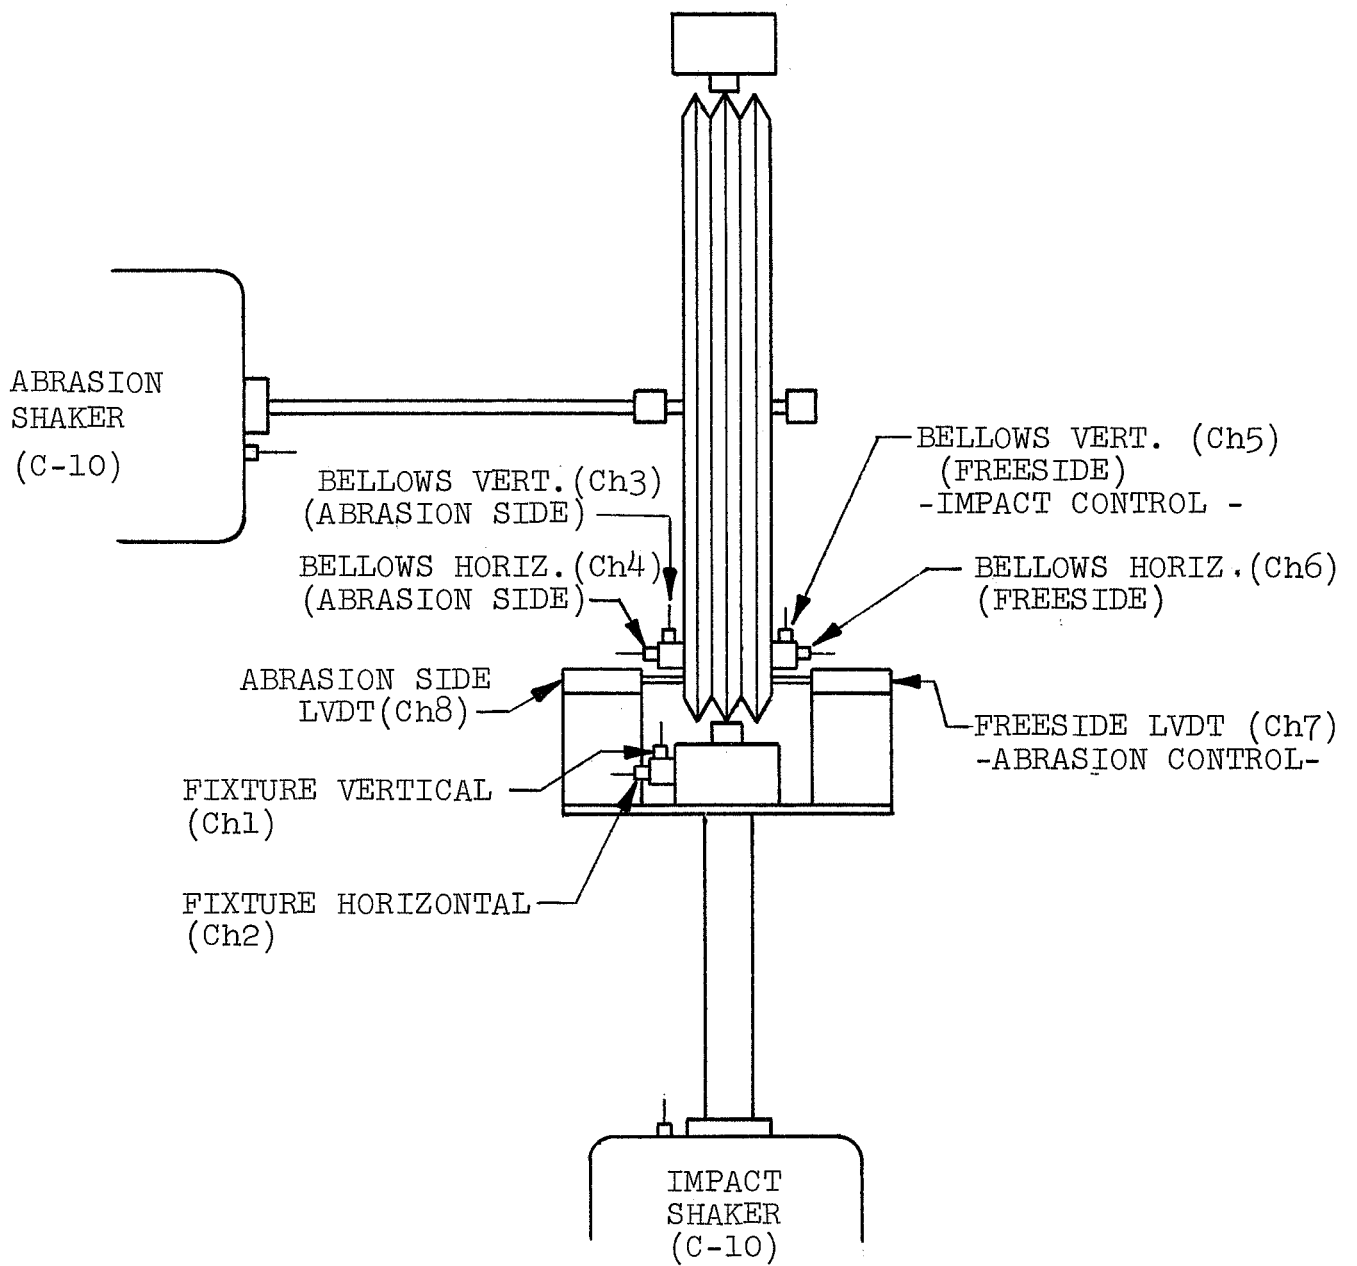 ABRASION
SHAKER
(C-10)
BELLOWS VERT.(Ch3)
(ABRASION SIDE)
BELLOWS HORIZ.(Ch4)
(ABRASION SIDE)
BELLOWS VERT. (Ch5)
(FREESIDE)
-IMPACT CONTROL -
BELLOWS HORIZ.(Ch6)
(FREESIDE)
ABRASION SIDE
LVDT(Ch8)
FREESIDE LVDT (Ch7)
-ABRASION CONTROL-
FIXTURE VERTICAL
(Ch1)
FIXTURE HORIZONTAL
(Ch2)
IMPACT
SHAKER
(C-10)